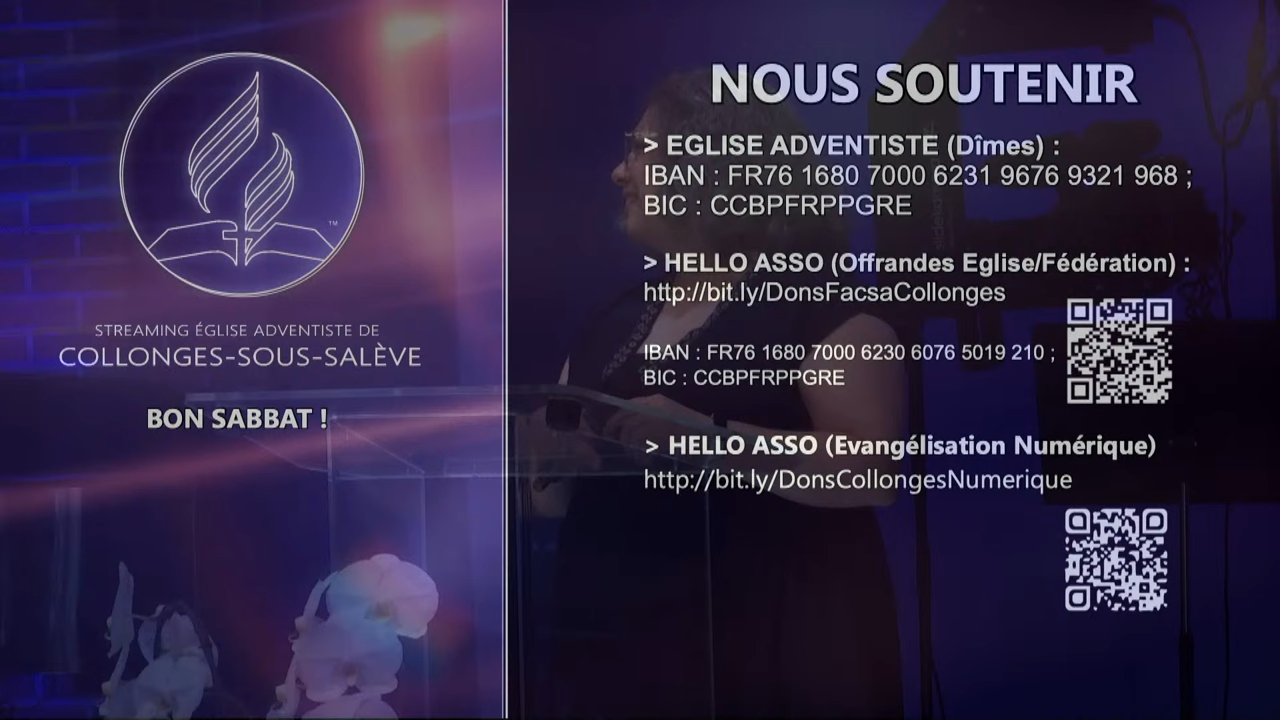 STREAMING ÉGLISE ADVENTISTE DE
COLLONGES-SOUS-SALÈVE
BON SABBAT !
NOUS SOUTENIR
> EGLISE ADVENTISTE (Dîmes) :
IBAN : FR76 1680 7000 6231 9676 9321 968 ;
BIC : CCBPFRPPGRE
> HELLO ASSO (Offrandes Eglise/Fédération) :
http://bit.ly/DonsFacsaCollonges
IBAN : FR76 1680 7000 6230 6076 5019 210 ;
BIC : CCBPFRPPGRE
> HELLO ASSO (Evangélisation Numérique)
http://bit.ly/DonsCollongesNumerique